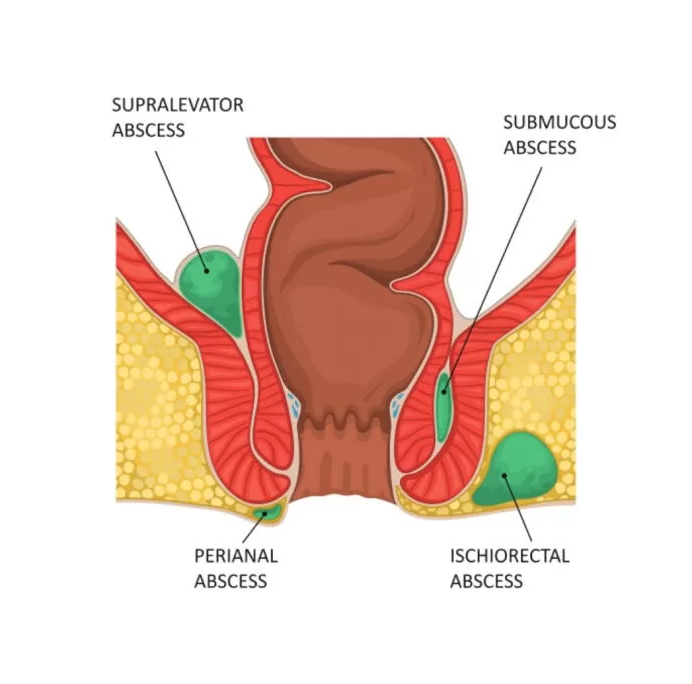 SUPRALEVATOR
ABSCESS
SUBMUCOUS
ABSCESS
PERIANAL
ABSCESS
ISCHIORECTAL
ABSCESS